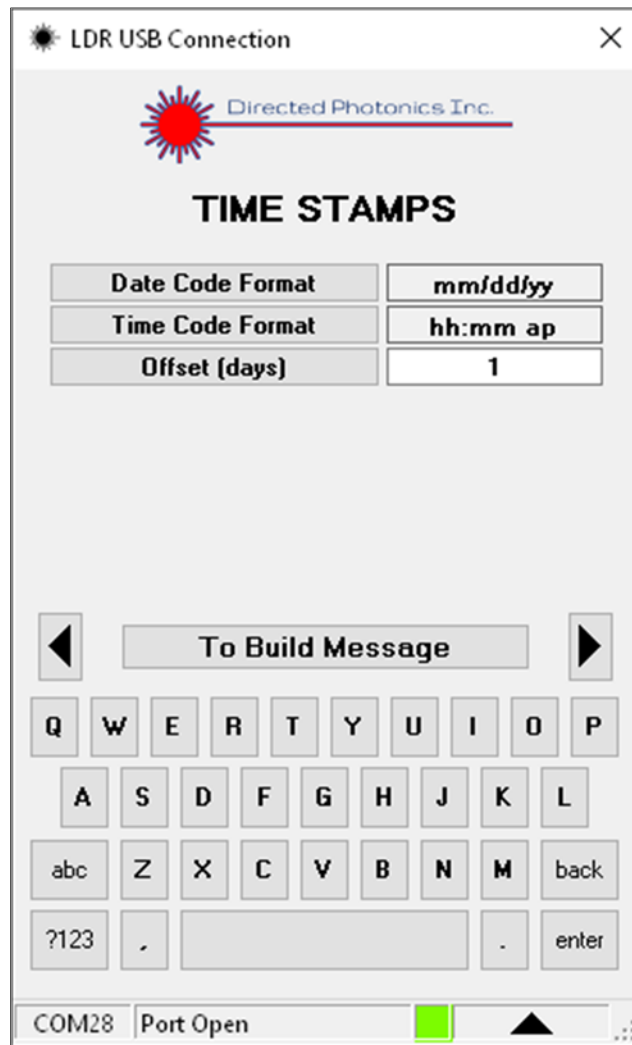 LDR USB Connection
Directed Photonics Inc.
TIME STAMPS
Date Code Format mm/dd/yy
Time Code Format hh:mm ap
Offset (days) 1
To Build Message
Q W E R T Y U I O P
A S D F G H J K L
abc Z X C V B N M back
?123 , . enter
COM28 Port Open